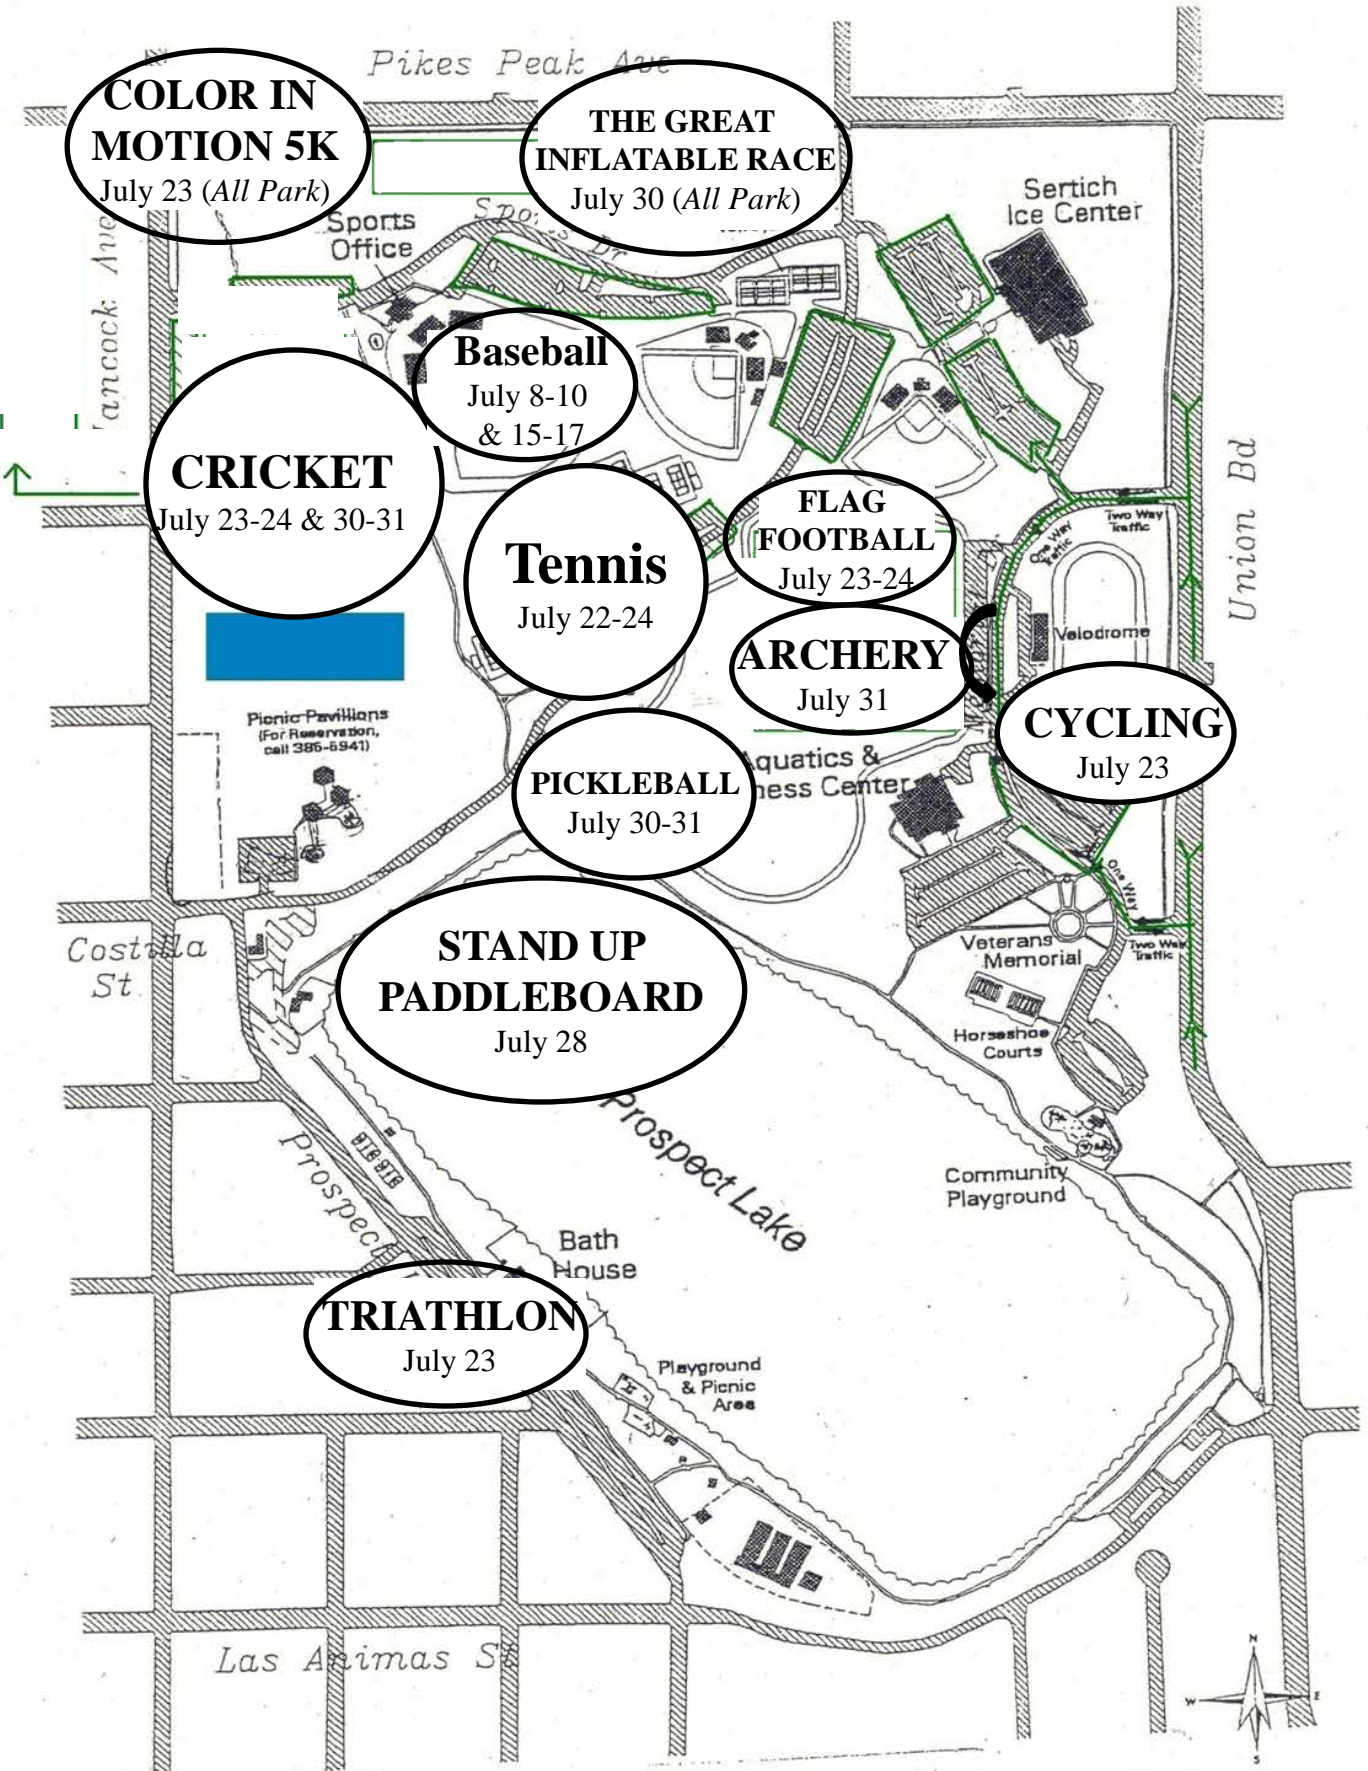 Pikes Peak Ave
COLOR IN
MOTION 5K
July 23 (All Park)
THE GREAT
INFLATABLE RACE
July 30 (All Park)
Sertich
Ice Center
Sports
Office
Dr
Baseball
July 8-10
& 15-17
CRICKET
July 23-24 & 30-31
Union Bd
FLAG
FOOTBALL
July 23-24
Two Way
Traffic
One Way
Traffic
Tennis
July 22-24
Velodrome
ARCHERY
July 31
CYCLING
July 23
Picnic Pavillions
(For Reservation,
call 385-5941)
PICKLEBALL
July 30-31
Aquatics &
ness Center
One Way
Two Way
Traffic
STAND UP
PADDLEBOARD
July 28
Costilla
St
Veterans
Memorial
Horseshoe
Courts
Prospect Lake
Community
Playground
Prospect
Bath
House
TRIATHLON
July 23
Playground
& Picnic
Area
Las Animas St
N
W
E
S